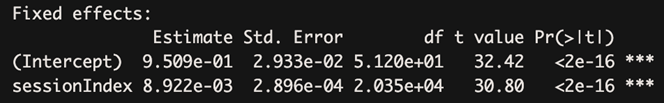 Fixed effects:
Estimate Std. Error df t value Pr(>|t|)
(Intercept) 9.509e-01 2.933e-02 5.120e+01 32.42 <2e-16 ***
sessionIndex 8.922e-03 2.896e-04 2.035e+04 30.80 <2e-16 ***